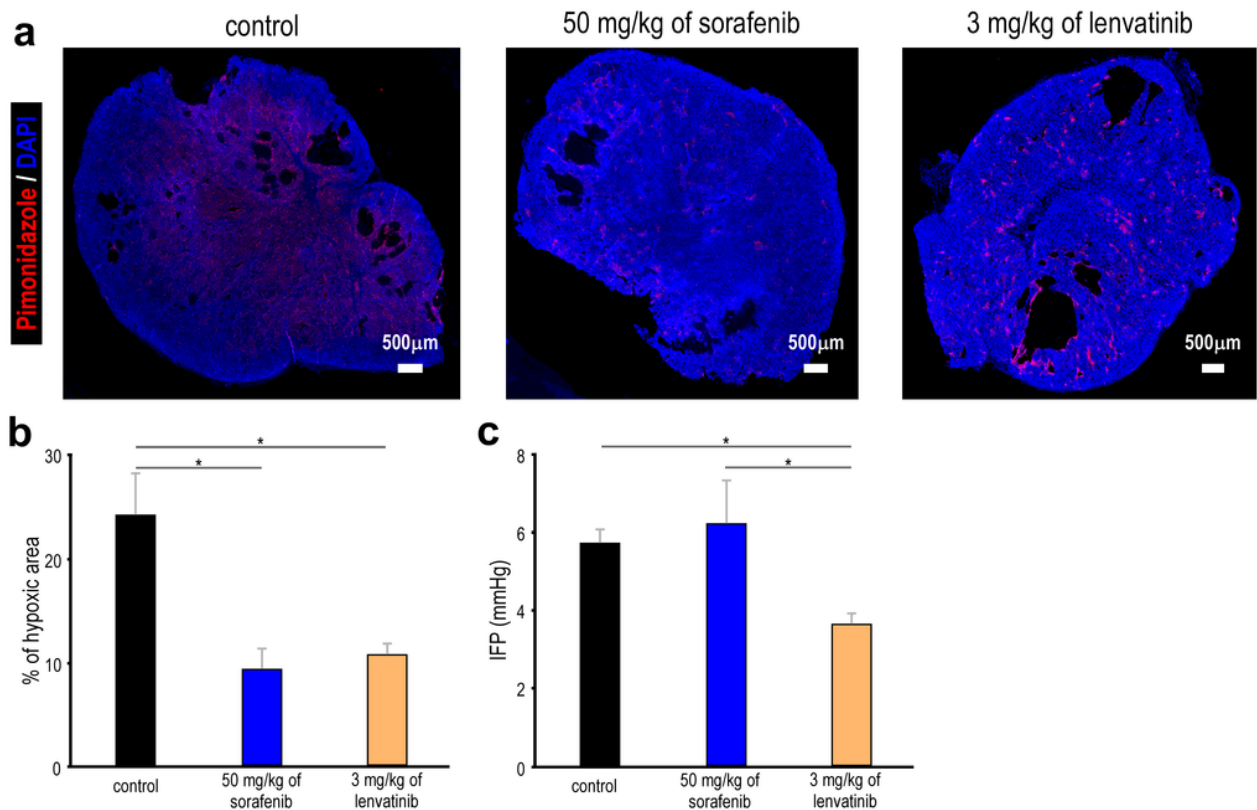 a
control
50 mg/kg of sorafenib
3 mg/kg of lenvatinib
Pimonidazole / DAPI
500μm
500μm
500μm
b
*
*
30
20
10
0
% of hypoxic area
control
50 mg/kg of
sorafenib
3 mg/kg of
lenvatinib
c
*
*
8
6
4
2
0
IFP (mmHg)
control
50 mg/kg of
sorafenib
3 mg/kg of
lenvatinib